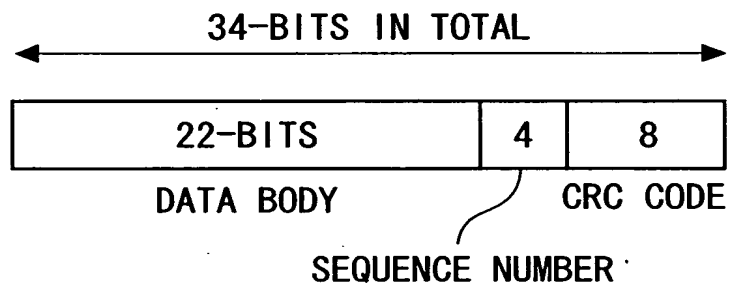 34-BITS IN TOTAL
22-BITS 4 8
DATA BODY CRC CODE
SEQUENCE NUMBER